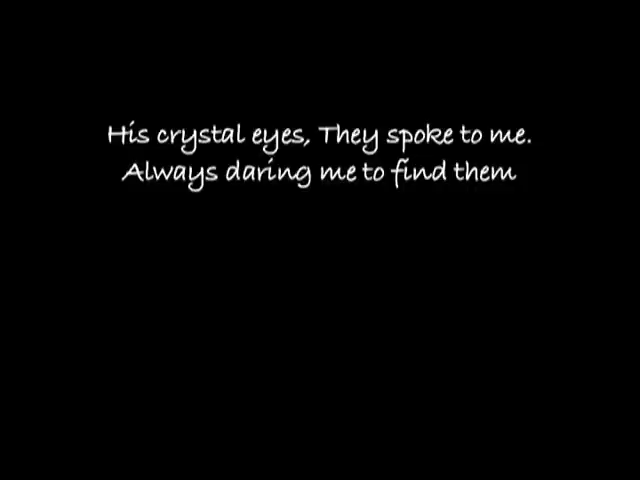 His crystal eyes, They spoke to me.
Always daring me to find them